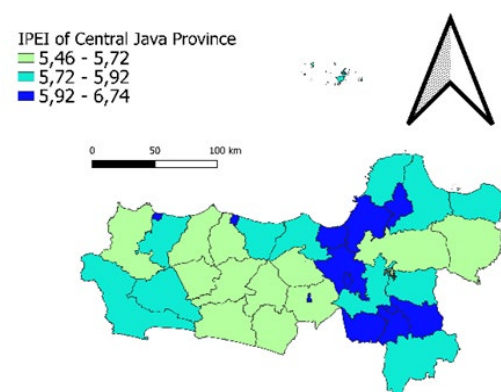 IPEI of Central Java Province
5,46 - 5,72
5,72 - 5,92
5,92 - 6,74
0 50 100 km